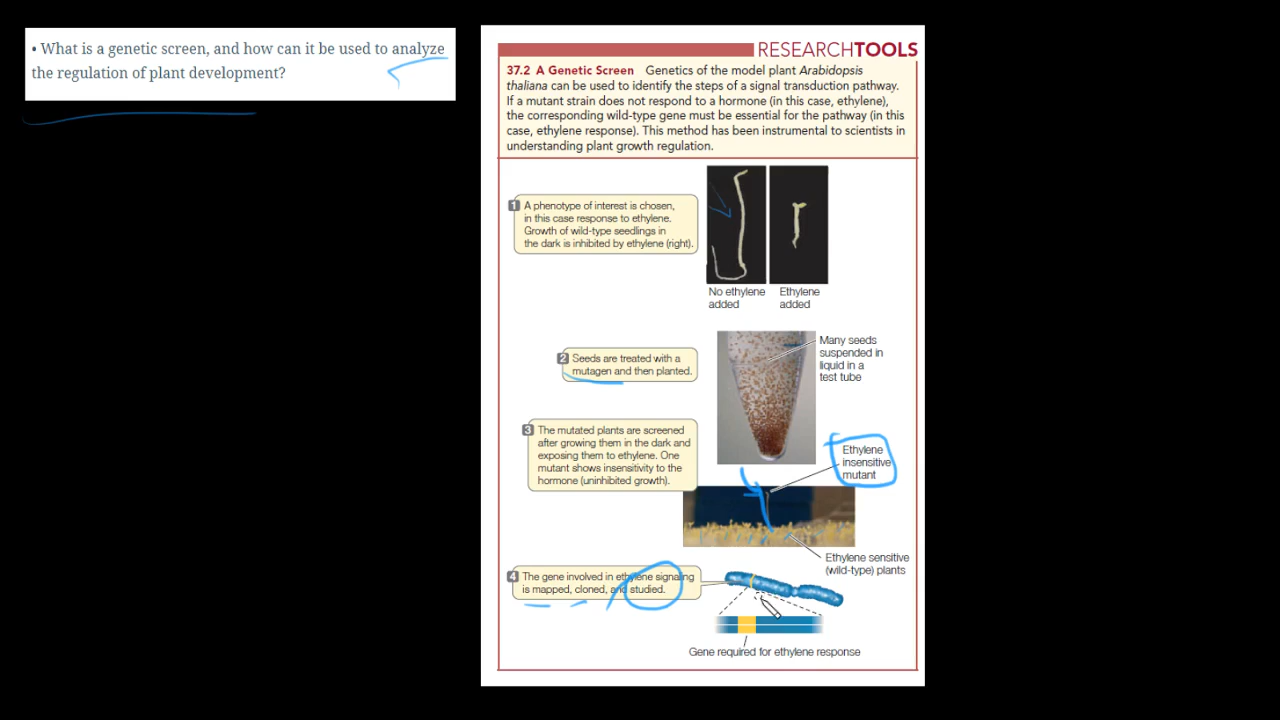 • What is a genetic screen, and how can it be used to analyze
the regulation of plant development?
RESEARCHTOOLS
37.2 A Genetic Screen Genetics of the model plant Arabidopsis
thaliana can be used to identify the steps of a signal transduction pathway.
If a mutant strain does not respond to a hormone (in this case, ethylene),
the corresponding wild-type gene must be essential for the pathway (in this
case, ethylene response). This method has been instrumental to scientists in
understanding plant growth regulation.
1 A phenotype of interest is chosen,
in this case response to ethylene.
Growth of wild-type seedlings in
the dark is inhibited by ethylene (right).
No ethylene
added
Ethylene
added
2 Seeds are treated with a
mutagen and then planted.
Many seeds
suspended in
liquid in a
test tube
3 The mutated plants are screened
after growing them in the dark and
exposing them to ethylene. One
mutant shows insensitivity to the
hormone (uninhibited growth).
Ethylene
insensitive
mutant
Ethylene sensitive
(wild-type) plants
4 The gene involved in ethylene signaling
is mapped, cloned, and studied.
Gene required for ethylene response